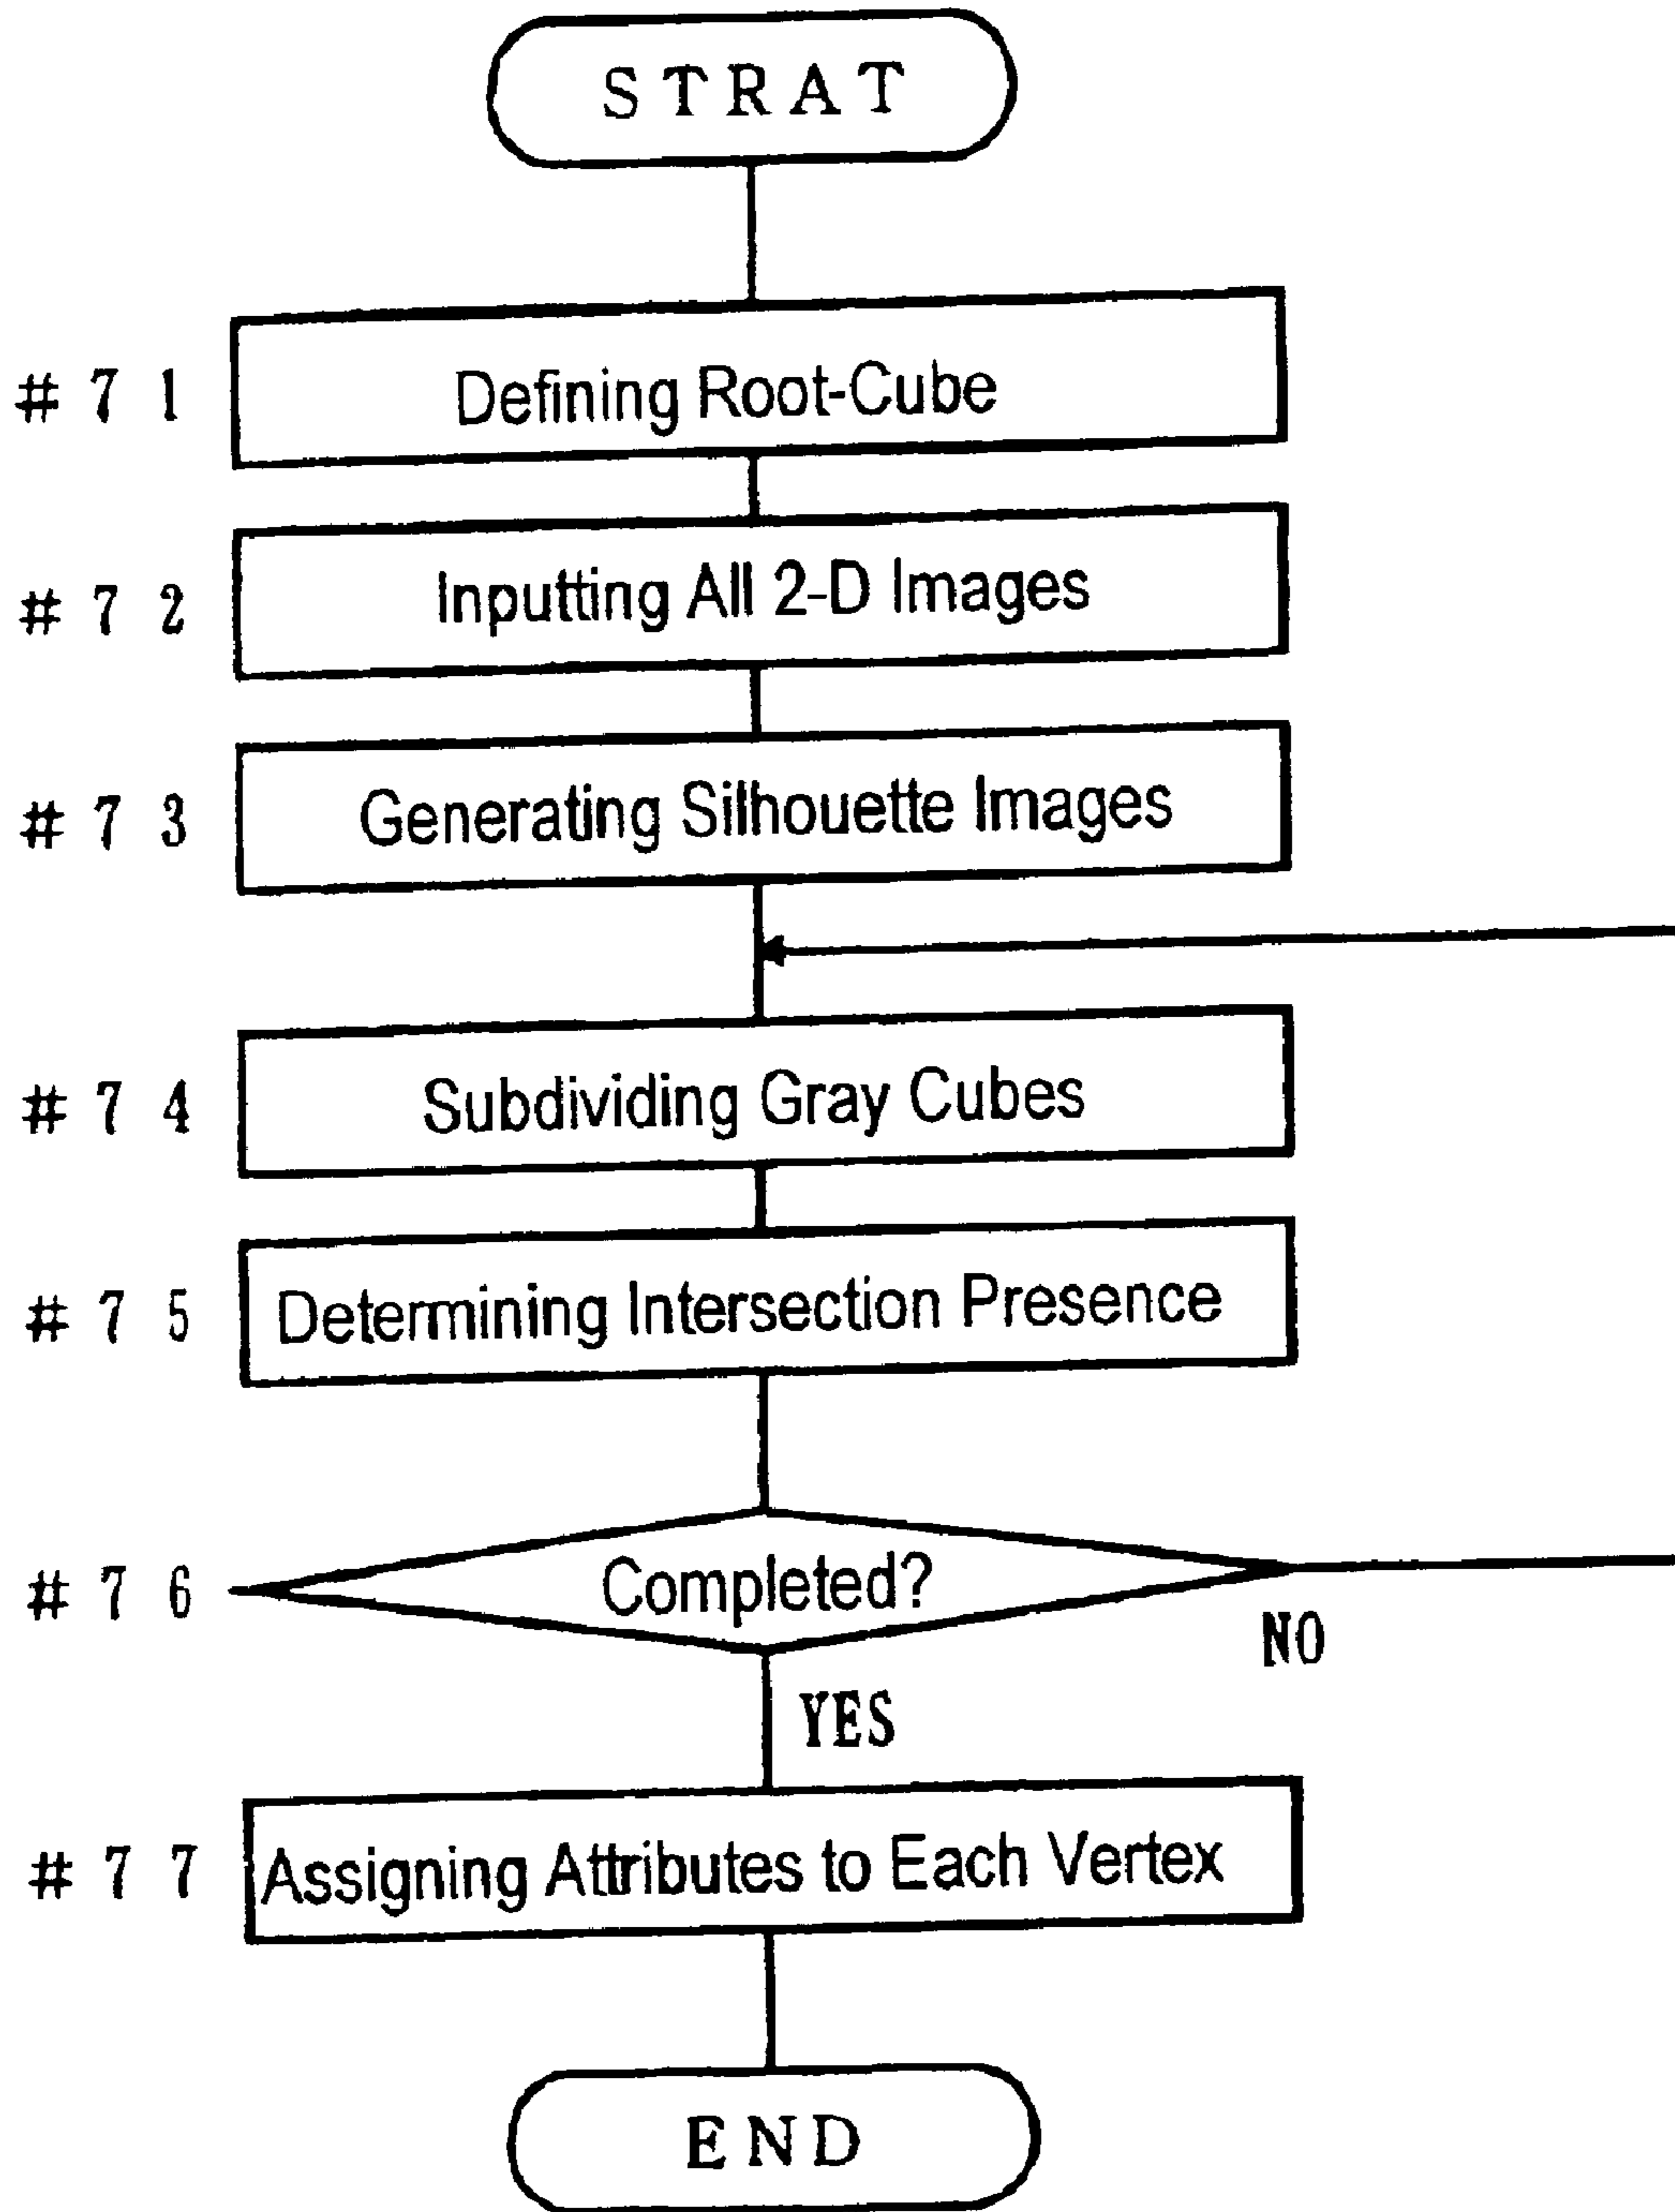 STRAT
#71 Defining Root-Cube
#72 Inputting All 2-D Images
#73 Generating Silhouette Images
#74 Subdividing Gray Cubes
#75 Determining Intersection Presence
#76 Completed?
NO
YES
#77 Assigning Attributes to Each Vertex
END